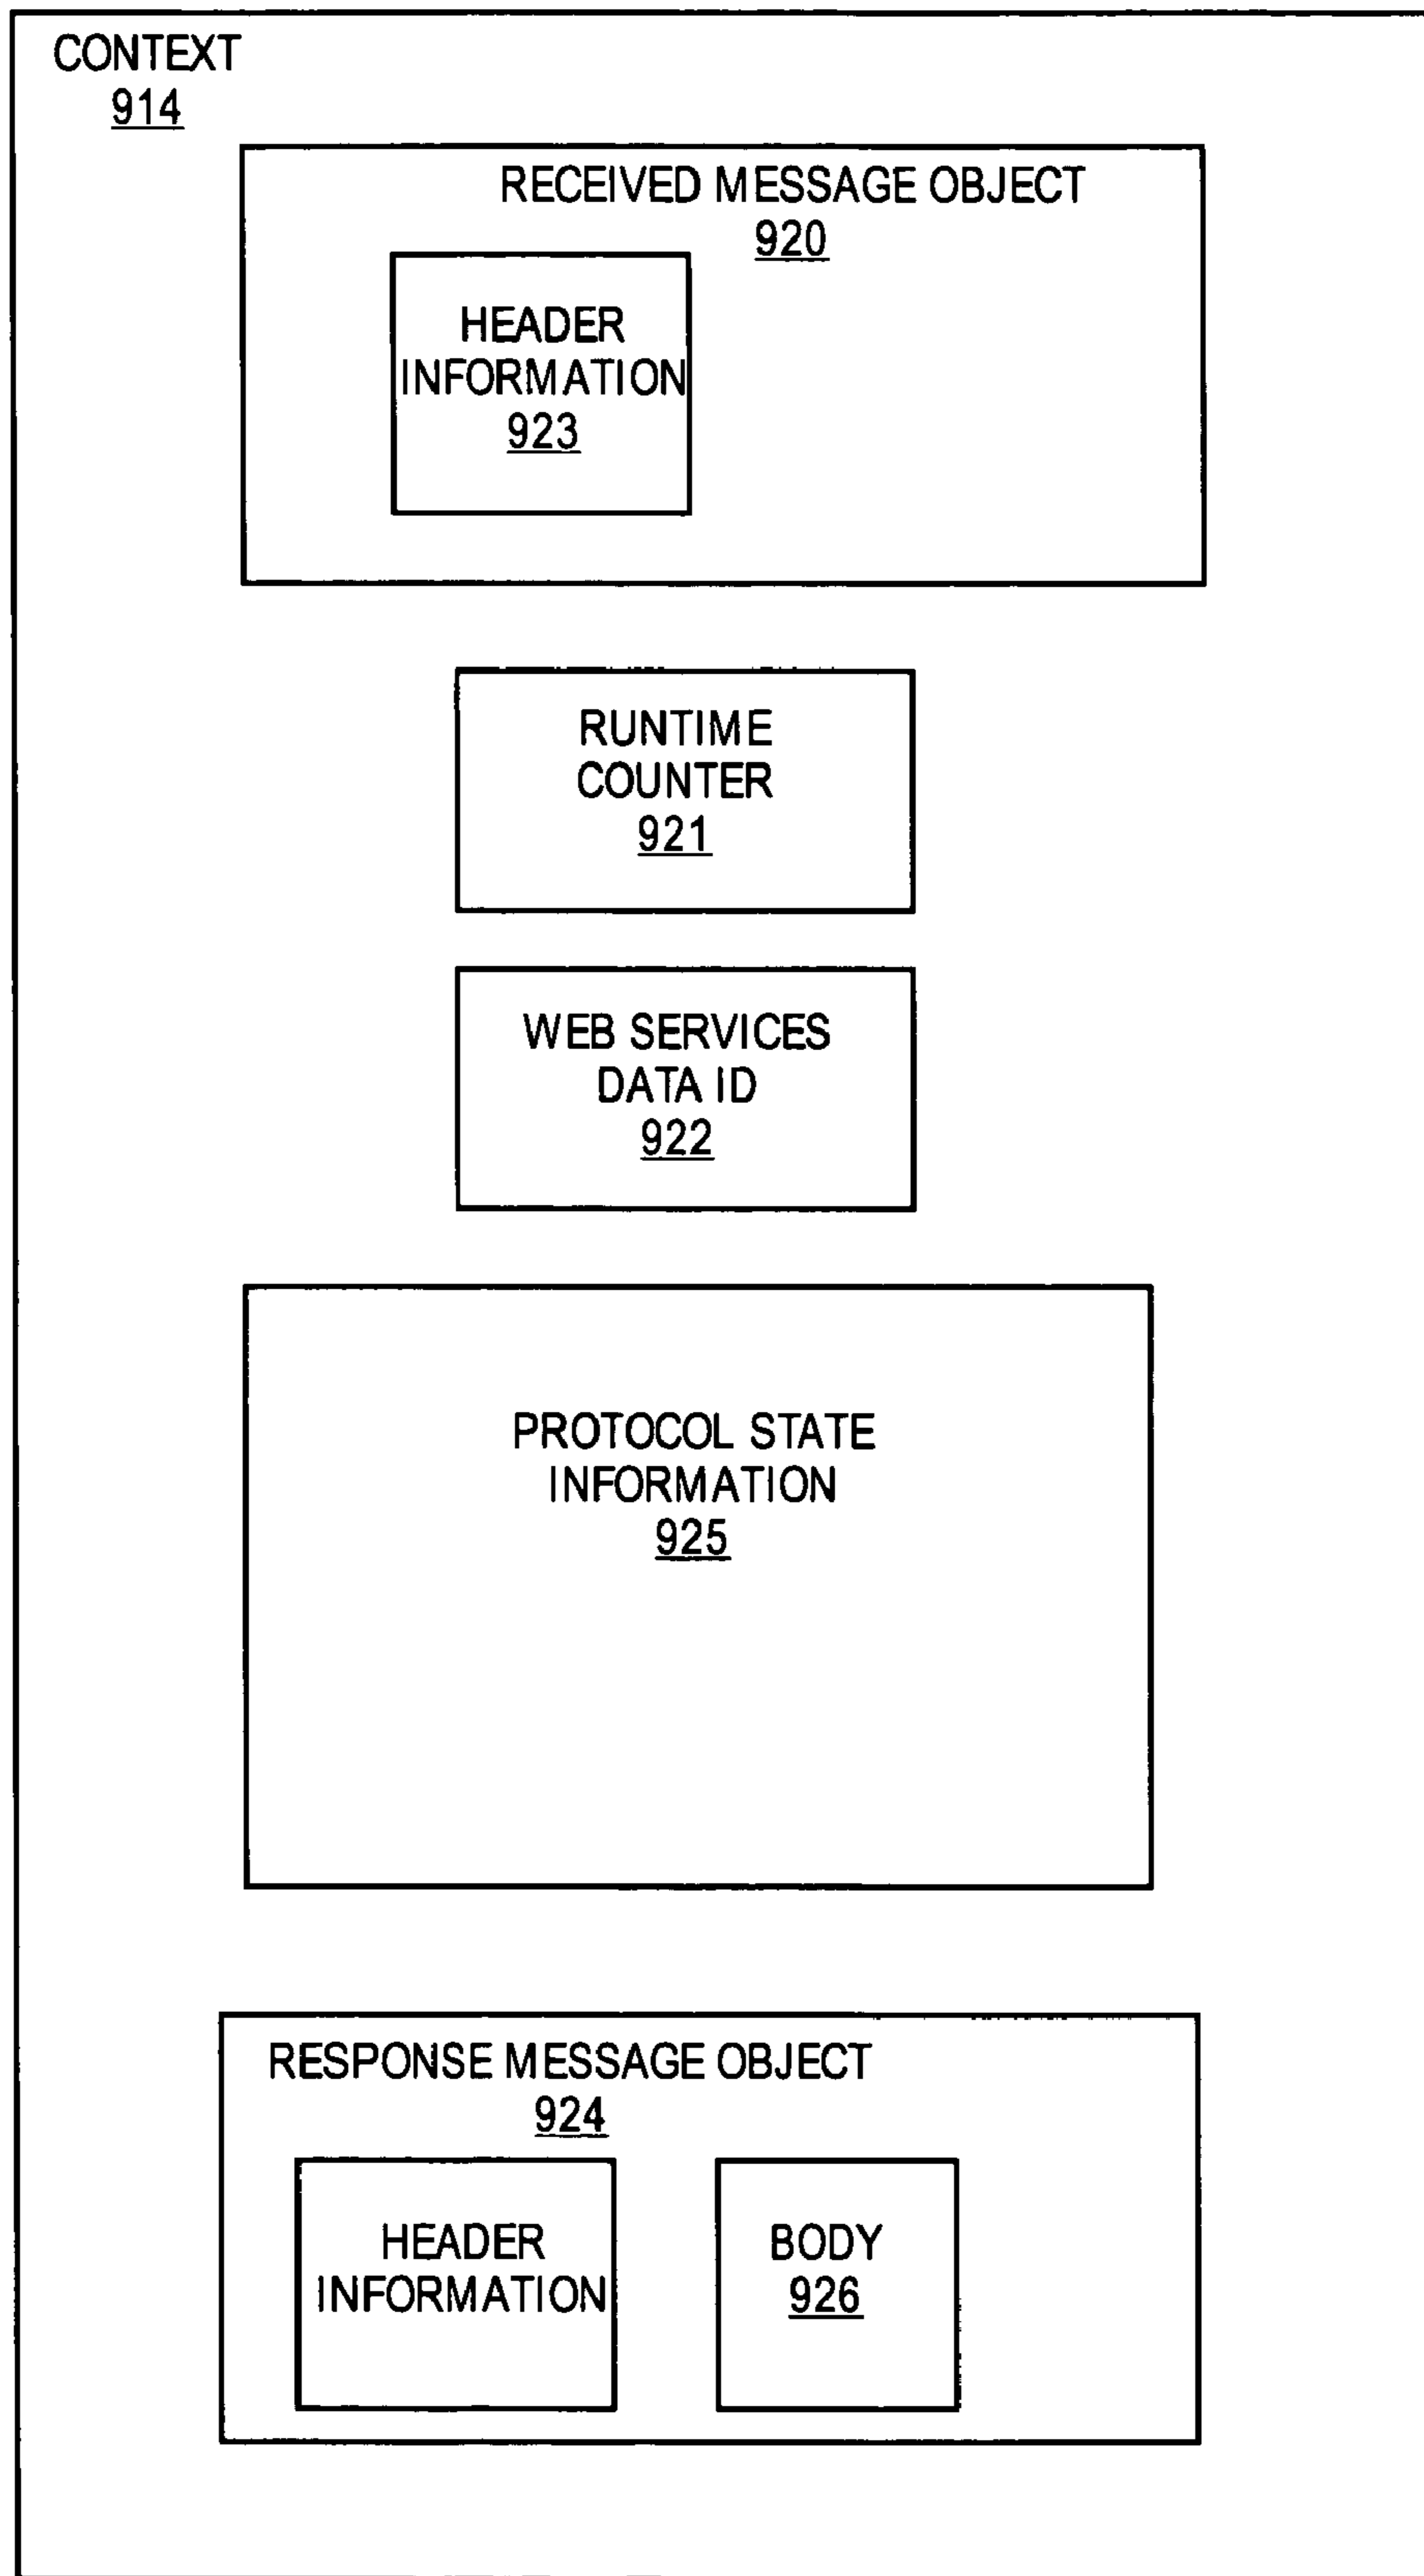 CONTEXT
914
RECEIVED MESSAGE OBJECT
920
HEADER
INFORMATION
923
RUNTIME
COUNTER
921
WEB SERVICES
DATA ID
922
PROTOCOL STATE
INFORMATION
925
RESPONSE MESSAGE OBJECT
924
HEADER
INFORMATION
BODY
926